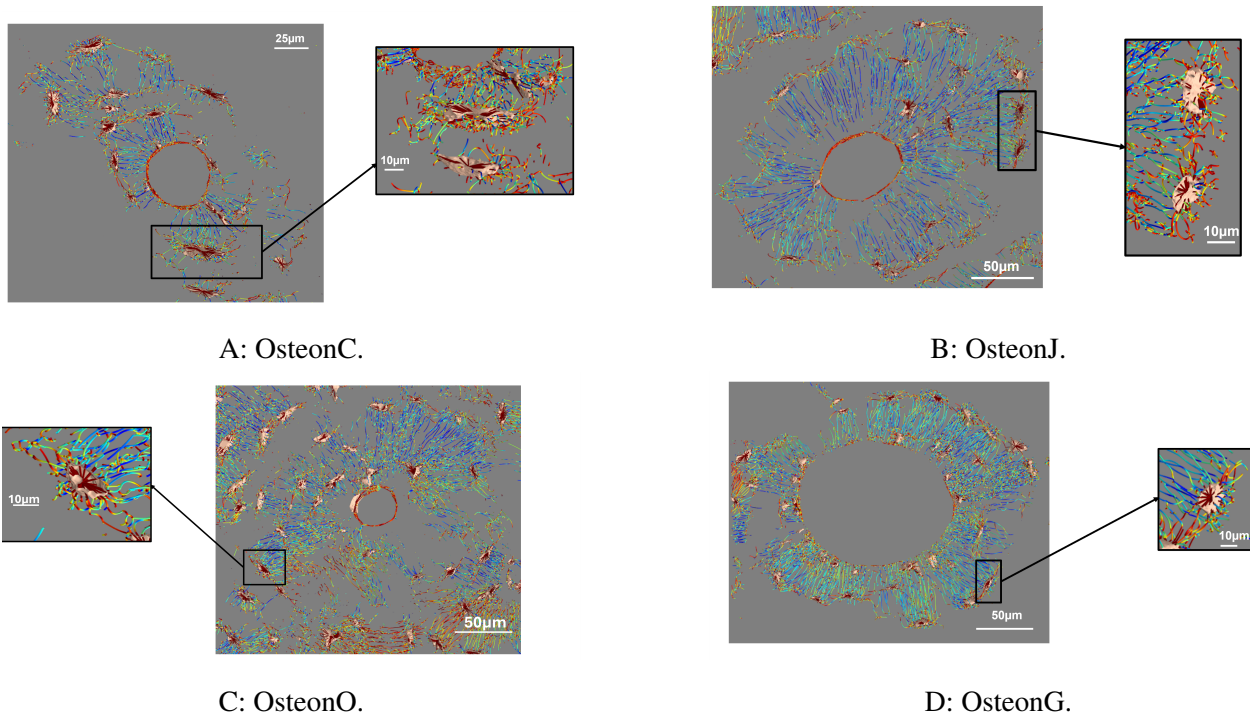 25µm
10µm
A: OsteonC.
50µm
10µm
B: OsteonJ.
10µm
50µm
C: OsteonO.
50µm
10µm
D: OsteonG.